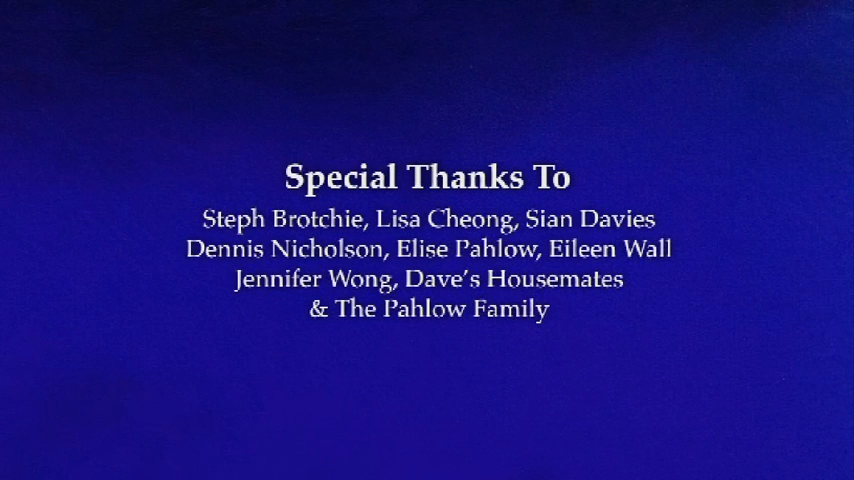 Special Thanks To
Steph Brotchie, Lisa Cheong, Sian Davies
Dennis Nicholson, Elise Pahlow, Eileen Wall
Jennifer Wong, Dave's Housemates
& The Pahlow Family